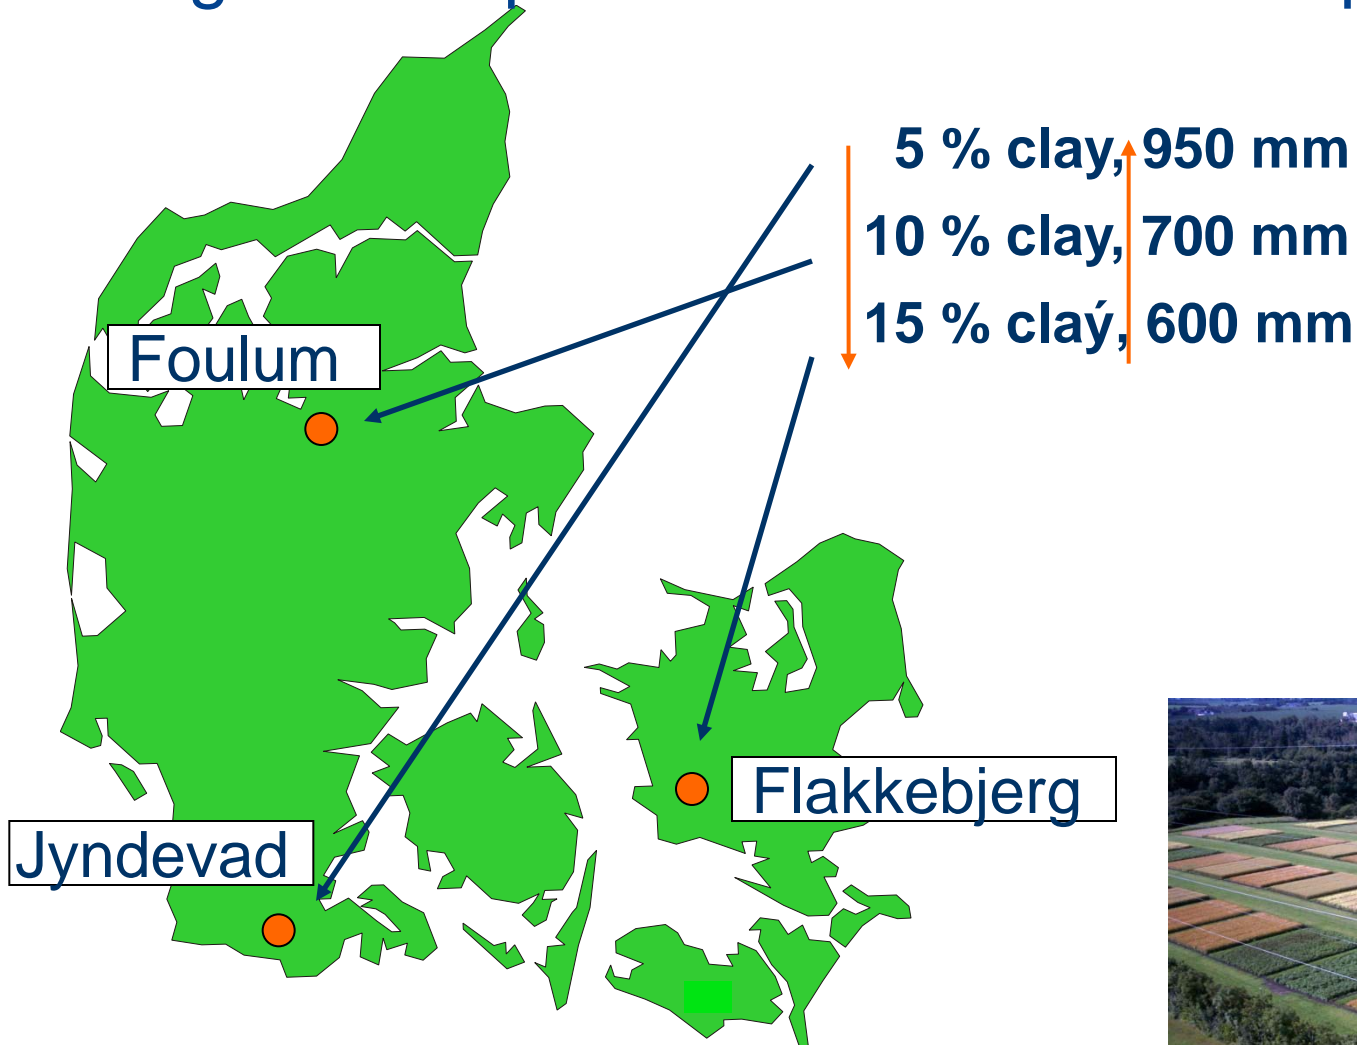 5 % clay, 950 mm
10 % clay, 700 mm
15 % claý, 600 mm
Foulum
Flakkebjerg
Jyndevad